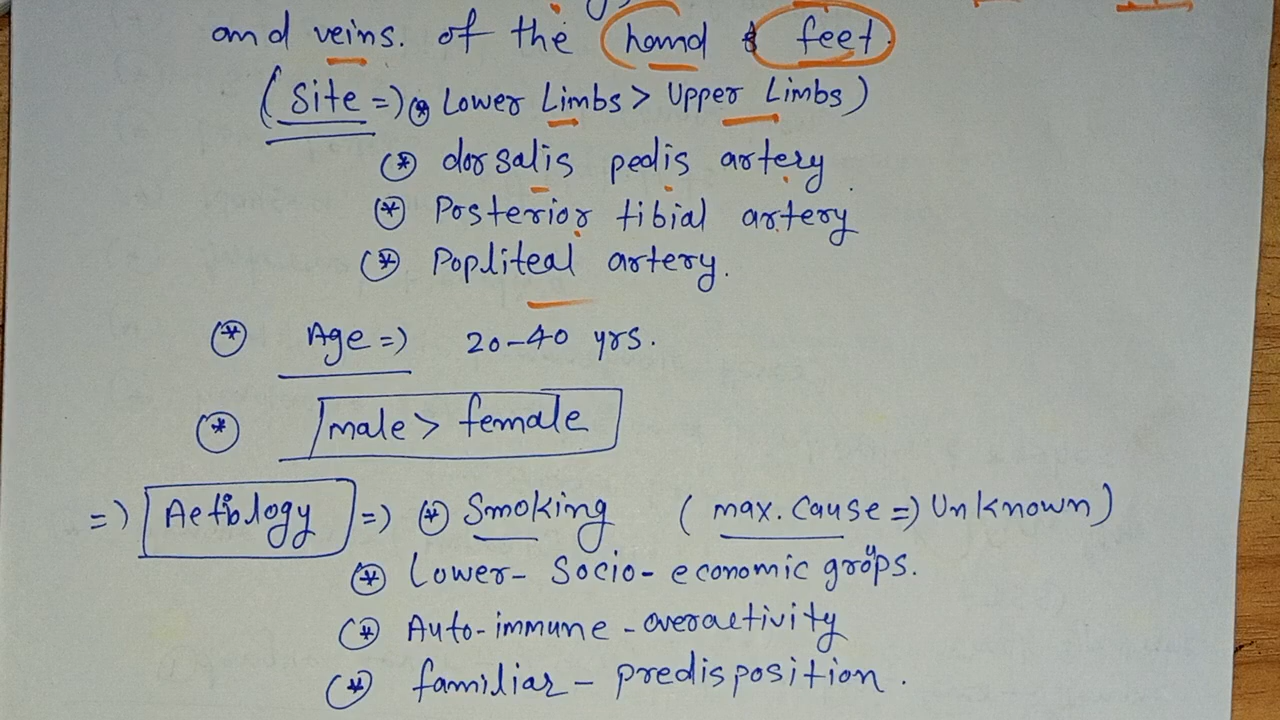 and veins. of the (hand & feet.
(Site =) ⊛ Lower Limbs > Upper Limbs)
⊛ dorsalis pedis artery.
⊛ Posterior tibial artery
⊛ Popliteal artery.
⊛ Age =) 20-40 yrs.
⊛ male > female
=) Aetiology =) ⊛ Smoking (max. Cause =) Unknown)
⊛ Lower- Socio- economic groups.
⊛ Auto-immune - overactivity
⊛ familiar - predisposition.